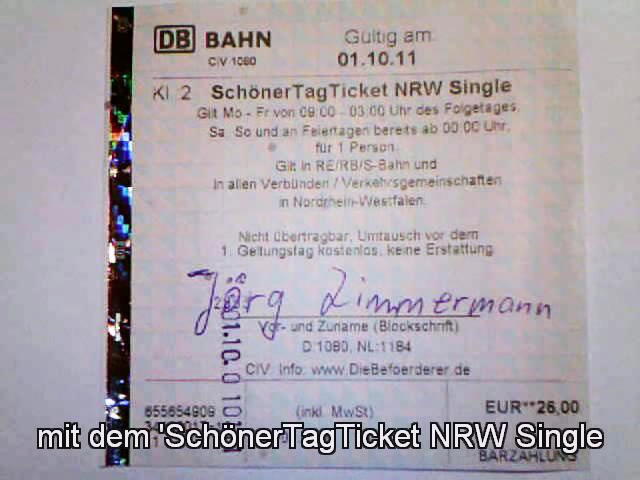 DB BAHN
Gültig am:
CIV 1080
01.10.11
Kl. 2 SchönerTagTicket NRW Single
Gilt Mo - Fr von 09:00 - 03:00 Uhr des Folgetages,
Sa, So und an Feiertagen bereits ab 00:00 Uhr,
für 1 Person.
Gilt in RE/RB/S-Bahn und
in allen Verbünden / Verkehrsgemeinschaften
in Nordrhein-Westfalen.
Nicht übertragbar, Umtausch vor dem
1. Geltungstag kostenlos, keine Erstattung.
Jörg Zimmermann
Vor- und Zuname (Blockschrift)
D 1080, NL:1184
CIV Info: www.DieBefoerderer.de
655654909
(inkl. MwSt)
EUR**26,00
mit dem 'SchönerTagTicket NRW Single
BARZAHLUNG